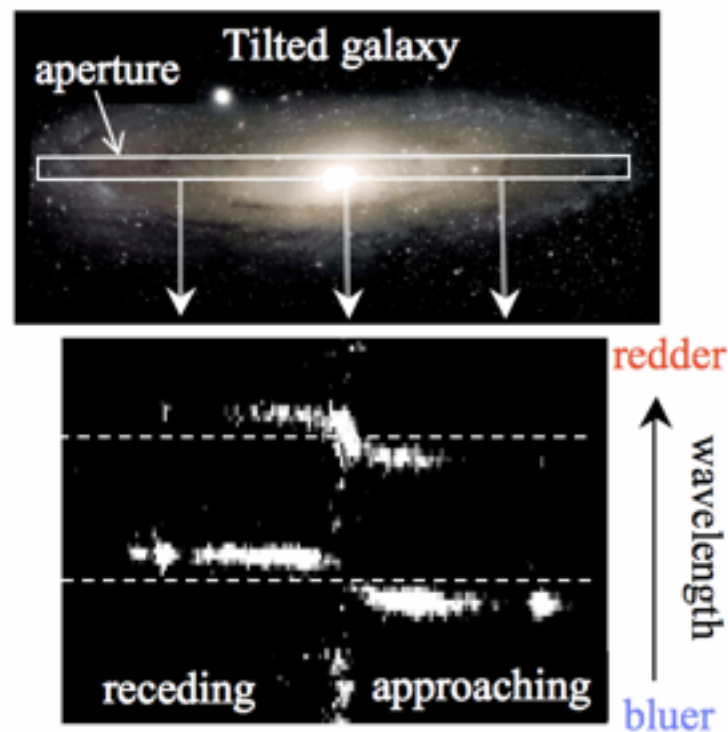 Tilted galaxy
aperture
redder
wavelength
receding
approaching
bluer